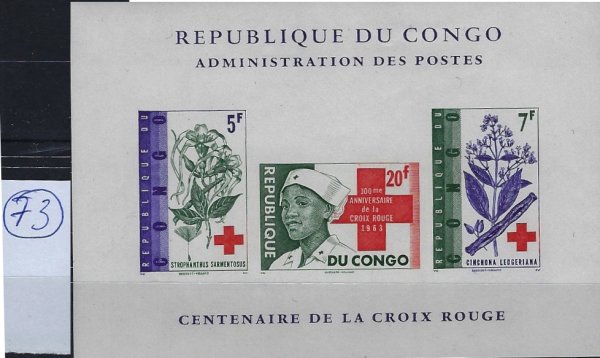 REPUBLIQUE DU CONGO
ADMINISTRATION DES POSTES
73
REPUBLIQUE DU
CONGO
5F
STROPHANTHUS SARMENTOSUS
REPUBLIQUE
DU CONGO
20F
100me
ANNIVERSAIRE
de la
CROIX ROUGE
1963
REPUBLIQUE DU
CONGO
7F
CINCHONA LEDGERIANA
CENTENAIRE DE LA CROIX ROUGE